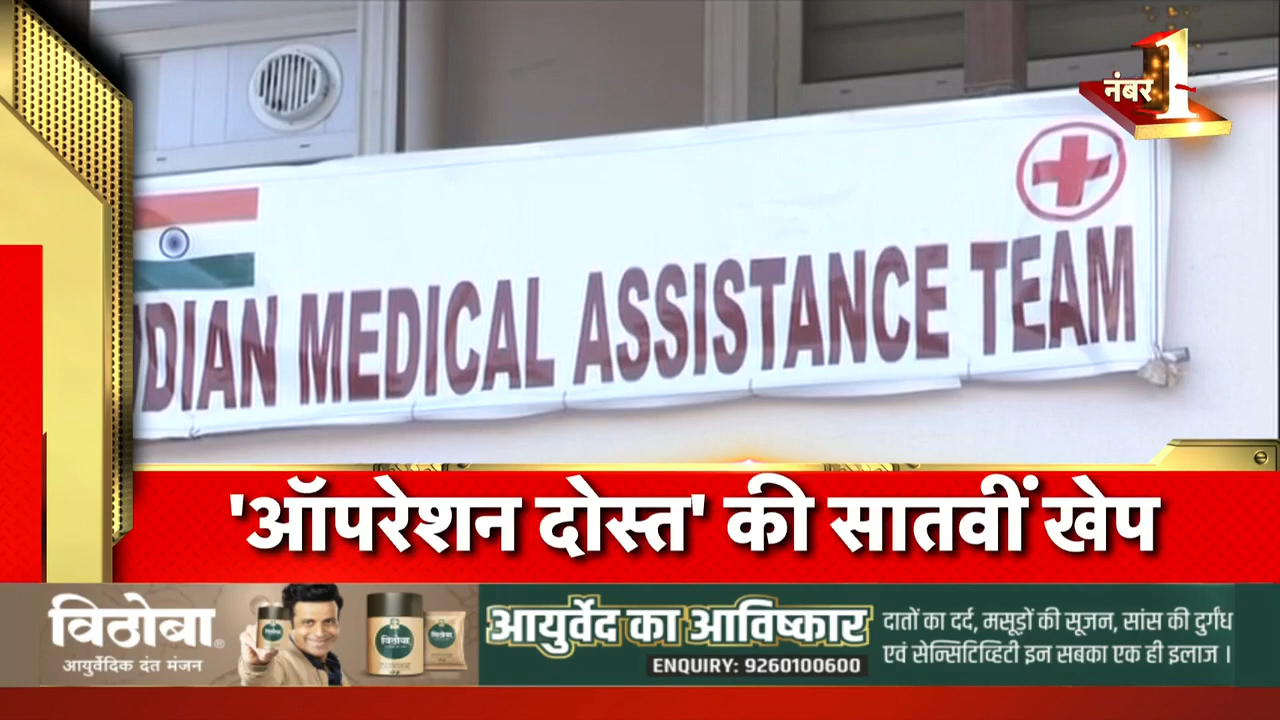 नंबर 1
DIAN MEDICAL ASSISTANCE TEAM
'ऑपरेशन दोस्त' की सातवीं खेप
विठोबा
आयुर्वेदिक दंत मंजन
विठोबा
विठोबा
आयुर्वेद का आविष्कार
ENQUIRY: 9260100600
दातों का दर्द, मसूड़ों की सूजन, सांस की दुर्गंध
एवं सेन्सिटिव्हिटी इन सबका एक ही इलाज ।